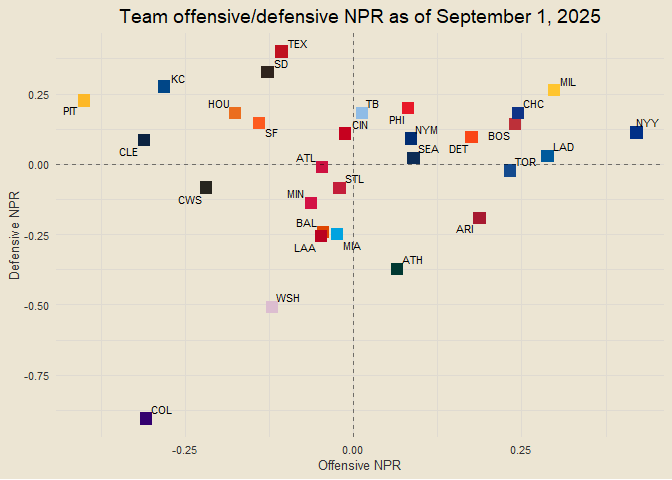 Team offensive/defensive NPR as of September 1, 2025
TEX
SD
KC
MIL
PIT
HOU
TB
CHC
SF
CIN
PHI
NYM
BOS
NYY
CLE
SEA
DET
LAD
ATL
TOR
STL
CWS
MIN
BAL
ARI
LAA
MIA
ATH
WSH
COL
0.25
0.00
-0.25
-0.50
-0.75
Defensive NPR
-0.25
0.00
0.25
Offensive NPR